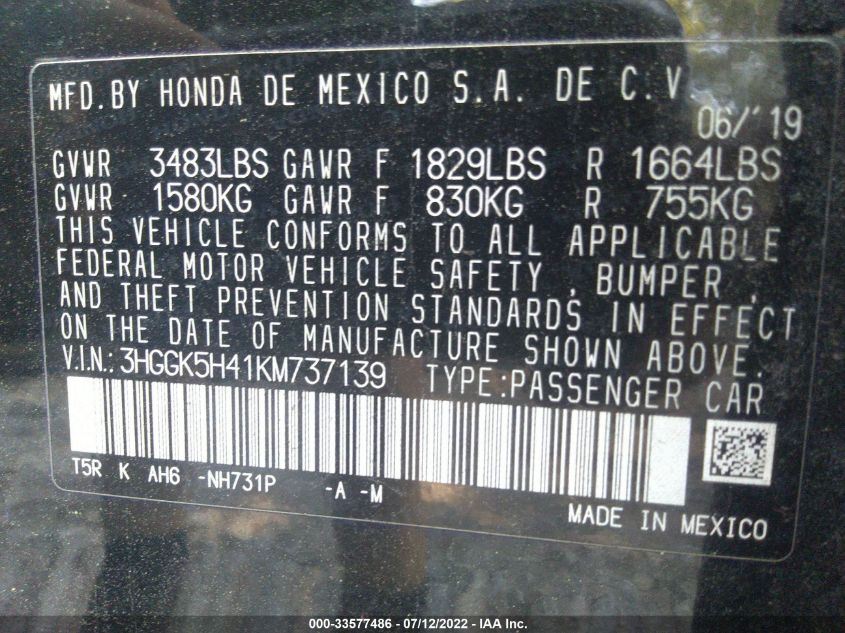 MFD.BY HONDA DE MEXICO S.A. DE C.V
06/'19
GVWR 3483LBS GAWR F 1829LBS R 1664LBS
GVWR 1580KG GAWR F 830KG R 755KG
THIS VEHICLE CONFORMS TO ALL APPLICABLE
FEDERAL MOTOR VEHICLE SAFETY , BUMPER ,
AND THEFT PREVENTION STANDARDS IN EFFECT
ON THE DATE OF MANUFACTURE SHOWN ABOVE.
V.I.N.: 3HGGK5H41KM737139 TYPE:PASSENGER CAR
T5R K AH6 -NH731P -A -M
MADE IN MEXICO
000-33577486 - 07/12/2022 - IAA Inc.